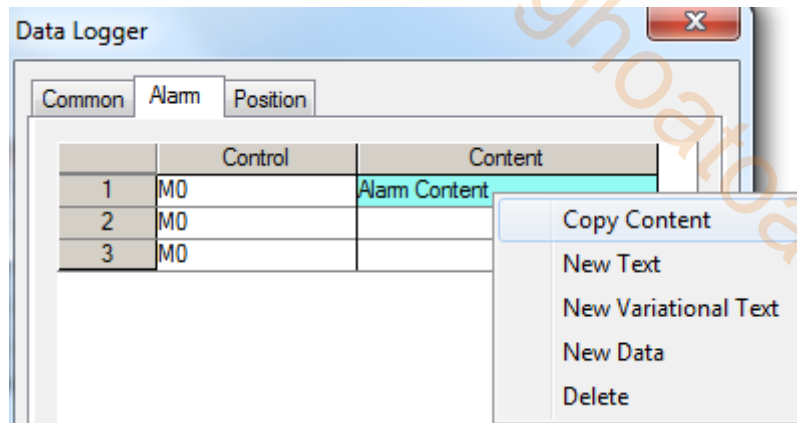 Data Logger
Common Alarm Position
Control Content
1 M0 Alarm Content
2 M0
3 M0
Copy Content
New Text
New Variational Text
New Data
Delete